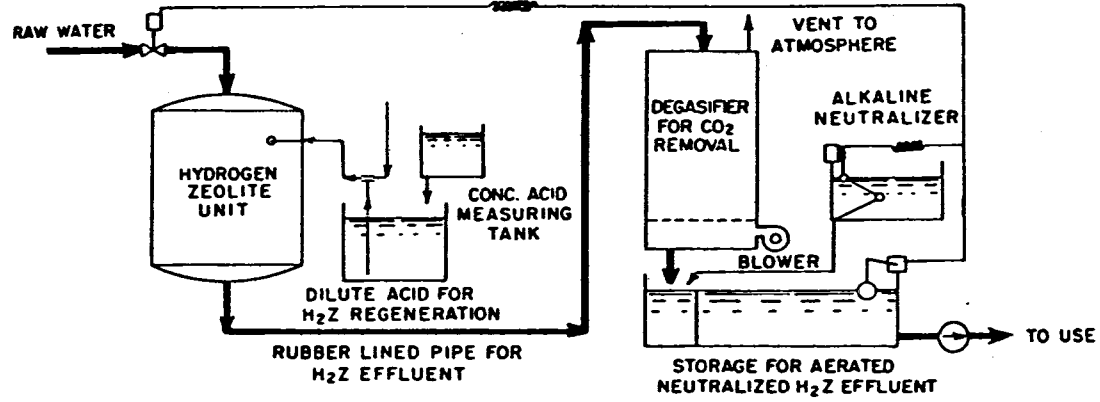 RAW WATER
VENT TO
ATMOSPHERE
DEGASIFIER
FOR CO₂
REMOVAL
ALKALINE
NEUTRALIZER
HYDROGEN
ZEOLITE
UNIT
CONC. ACID
MEASURING
TANK
BLOWER
DILUTE ACID FOR
H₂Z REGENERATION
TO USE
RUBBER LINED PIPE FOR
H₂Z EFFLUENT
STORAGE FOR AERATED
NEUTRALIZED H₂Z EFFLUENT